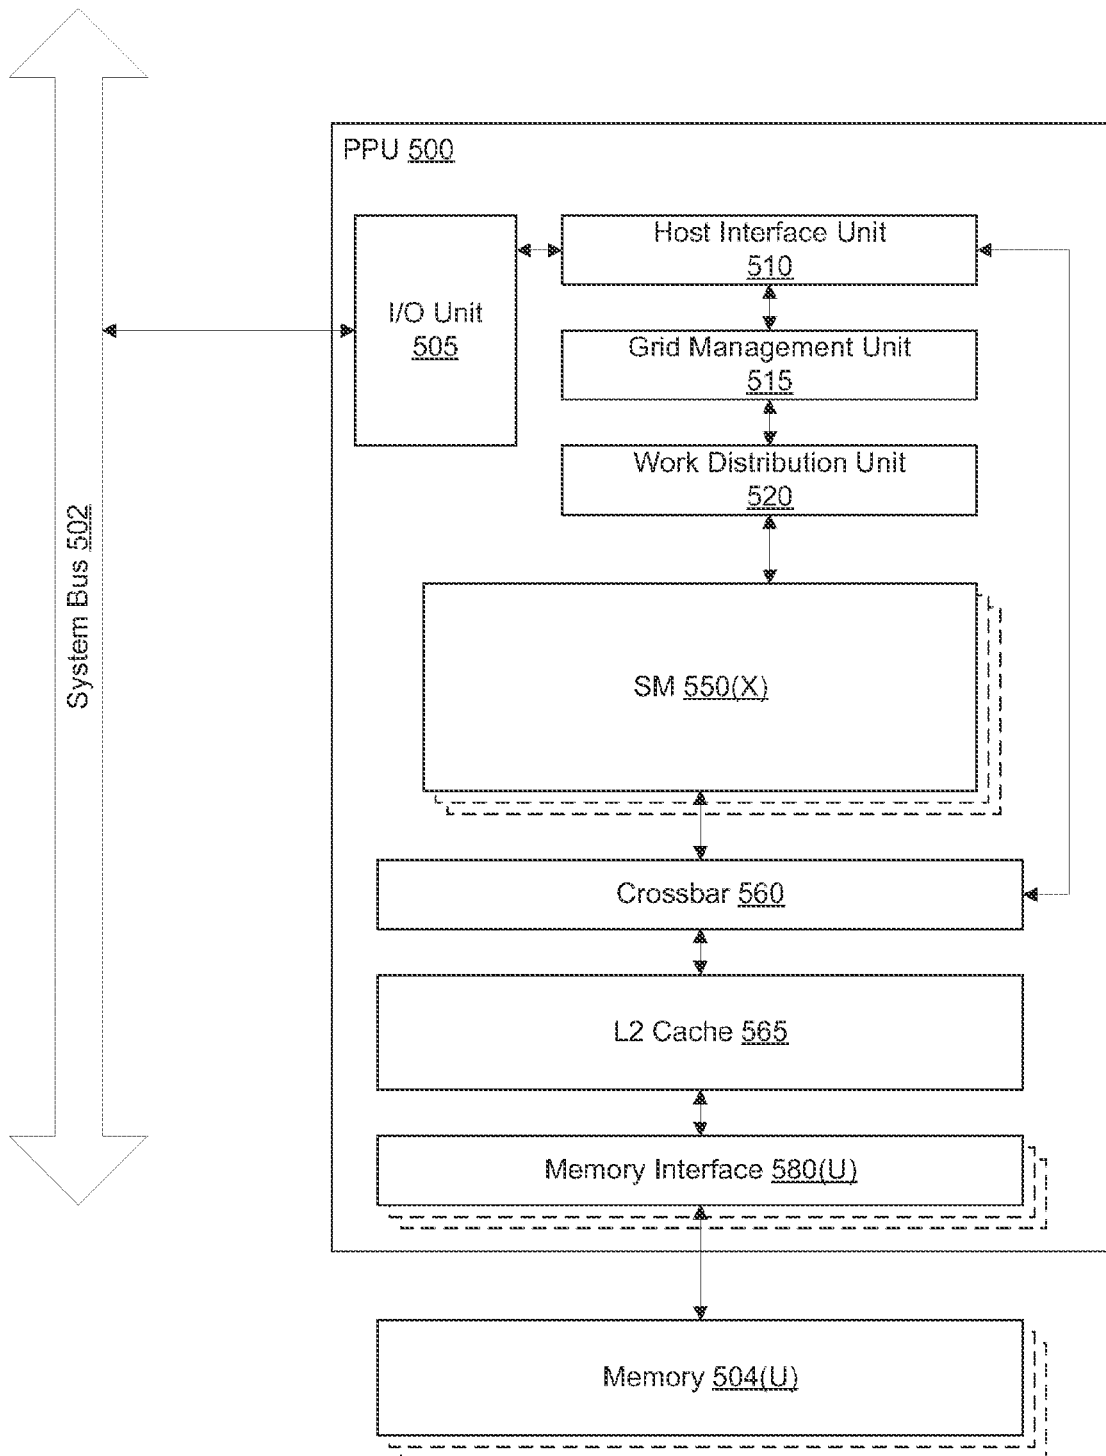 PPU 500
Host Interface Unit
510
I/O Unit
505
Grid Management Unit
515
Work Distribution Unit
520
System Bus 502
SM 550(X)
Crossbar 560
L2 Cache 565
Memory Interface 580(U)
Memory 504(U)